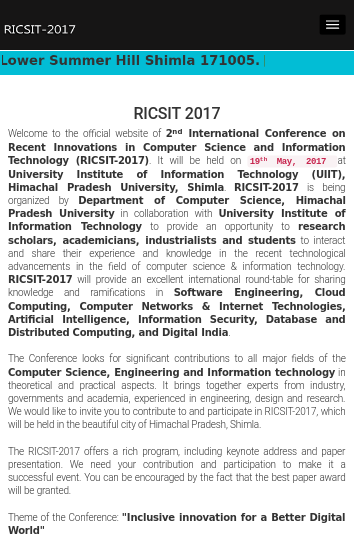 RICSIT-2017
Lower Summer Hill Shimla 171005.
RICSIT 2017
Welcome to the official website of 2ⁿᵈ International Conference on
Recent Innovations in Computer Science and Information
Technology (RICSIT-2017). It will be held on 19ᵗʰ May, 2017 at
University Institute of Information Technology (UIIT),
Himachal Pradesh University, Shimla. RICSIT-2017 is being
organized by Department of Computer Science, Himachal
Pradesh University in collaboration with University Institute of
Information Technology to provide an opportunity to research
scholars, academicians, industrialists and students to interact
and share their experience and knowledge in the recent technological
advancements in the field of computer science & information technology.
RICSIT-2017 will provide an excellent international round-table for sharing
knowledge and ramifications in Software Engineering, Cloud
Computing, Computer Networks & Internet Technologies,
Artificial Intelligence, Information Security, Database and
Distributed Computing, and Digital India.
The Conference looks for significant contributions to all major fields of the
Computer Science, Engineering and Information technology in
theoretical and practical aspects. It brings together experts from industry,
governments and academia, experienced in engineering, design and research.
We would like to invite you to contribute to and participate in RICSIT-2017, which
will be held in the beautiful city of Himachal Pradesh, Shimla.
The RICSIT-2017 offers a rich program, including keynote address and paper
presentation. We need your contribution and participation to make it a
successful event. You can be encouraged by the fact that the best paper award
will be granted.
Theme of the Conference: "Inclusive innovation for a Better Digital
World"